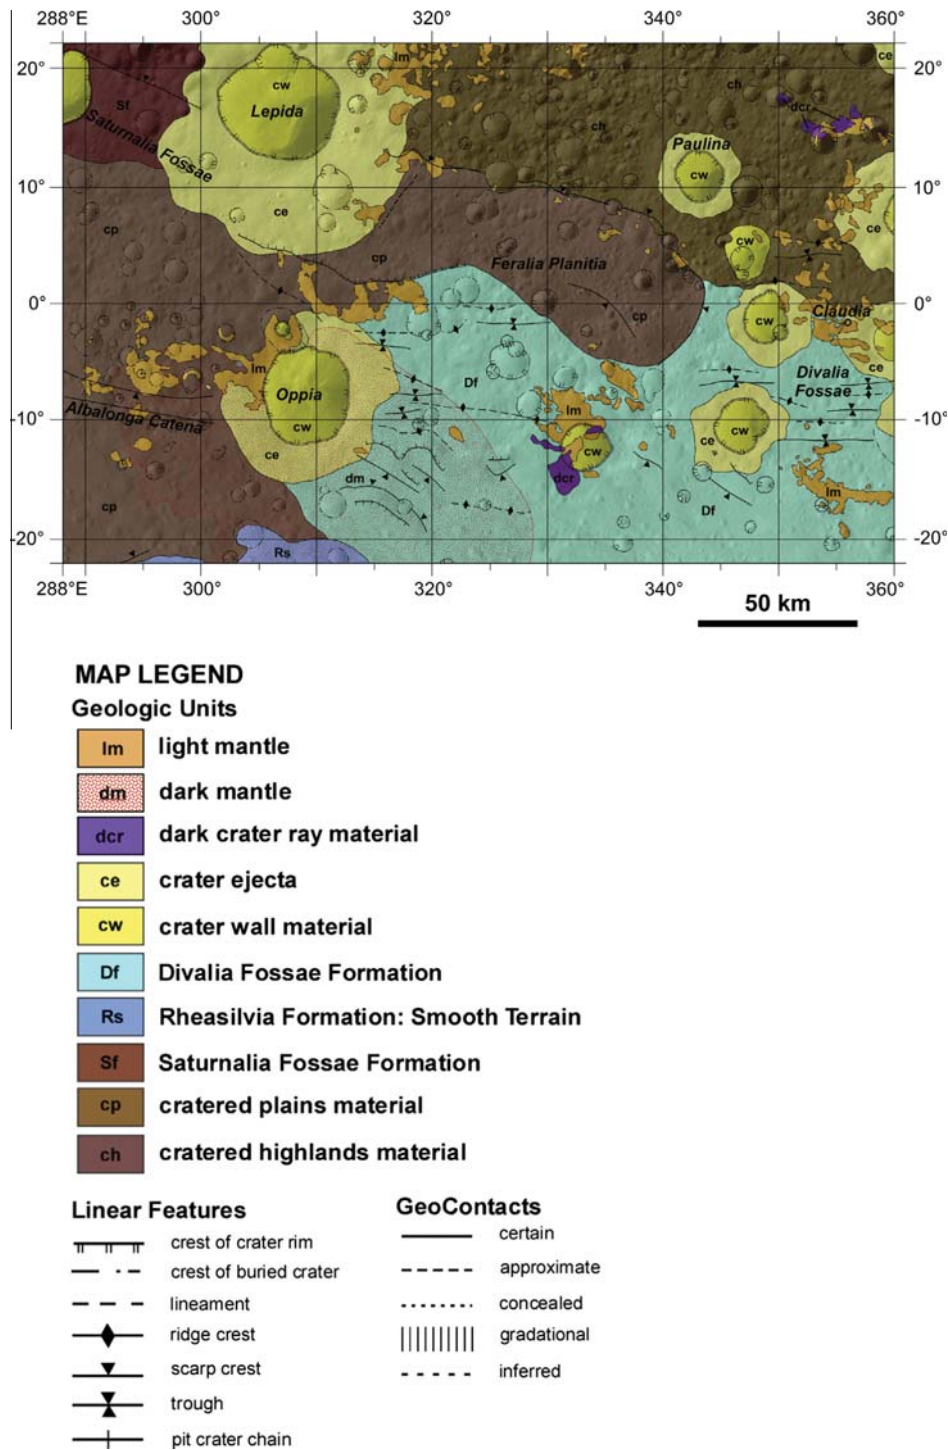 288°E 300° 320° 340° 360°
20° lm ce 20°
cw ch
Sf Lepida dcr
ch
Saturnalia Fossae Paulina
cw
10° 10°
ce
cp ce
cw
cp Feralia Planitia
0° 0°
cp cw Claudia
lm ce
Oppia Df Divalia
Fossae
lm
Albalonga Catena
-10° -10°
cw ce cw
ce cw
dm dcr lm
cp Df
-20° Rs -20°
288°E 300° 320° 340° 360°
50 km
MAP LEGEND
Geologic Units
lm light mantle
dm dark mantle
dcr dark crater ray material
ce crater ejecta
cw crater wall material
Df Divalia Fossae Formation
Rs Rheasilvia Formation: Smooth Terrain
Sf Saturnalia Fossae Formation
cp cratered plains material
ch cratered highlands material
Linear Features
crest of crater rim
crest of buried crater
lineament
ridge crest
scarp crest
trough
pit crater chain
GeoContacts
certain
approximate
concealed
gradational
inferred